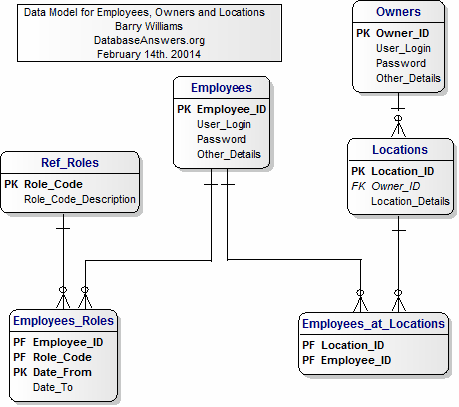 Data Model for Employees, Owners and Locations
Barry Williams
DatabaseAnswers.org
February 14th. 20014
Owners
PK Owner_ID
User_Login
Password
Other_Details
Employees
PK Employee_ID
User_Login
Password
Other_Details
Ref_Roles
PK Role_Code
Role_Code_Description
Locations
PK Location_ID
FK Owner_ID
Location_Details
Employees_Roles
PF Employee_ID
PF Role_Code
PK Date_From
Date_To
Employees_at_Locations
PF Location_ID
PF Employee_ID